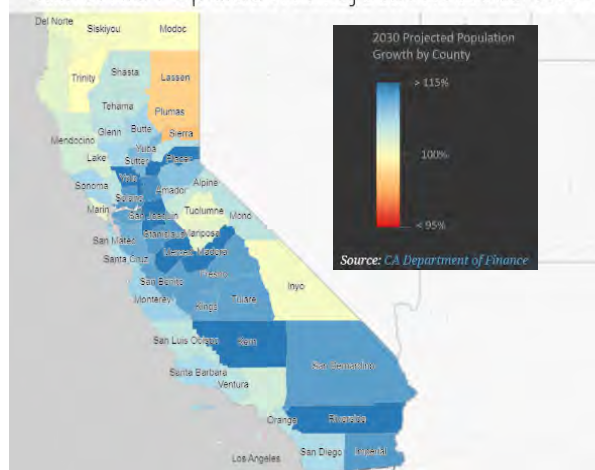 Del Norte
Siskiyou
Modoc
Trinity
Shasta
Lassen
Tehama
Plumas
Glenn
Butte
Sierra
Mendocino
Lake
Yuba
Sutter
Placer
Sonoma
Yolo
Amador
Alpine
Marin
Solano
Tuolumne
Mono
San Joaquin
San Mateo
Stanislaus
Mariposa
Santa Cruz
Merced
Madera
San Benito
Fresno
Inyo
Monterey
Kings
Tulare
San Luis Obispo
Kern
Santa Barbara
San Bernardino
Ventura
Orange
Riverside
Los Angeles
San Diego
Imperial
2030 Projected Population
Growth by County
> 115%
100%
< 95%
Source: CA Department of Finance